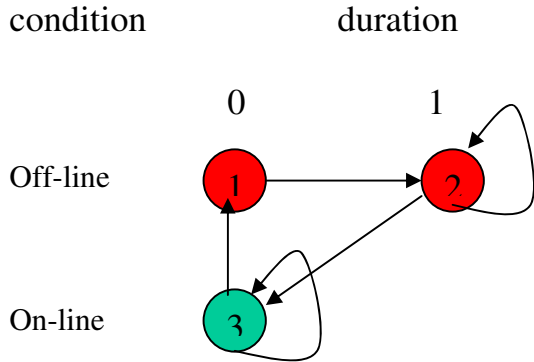 condition duration
0 1
Off-line 1 2
On-line 3